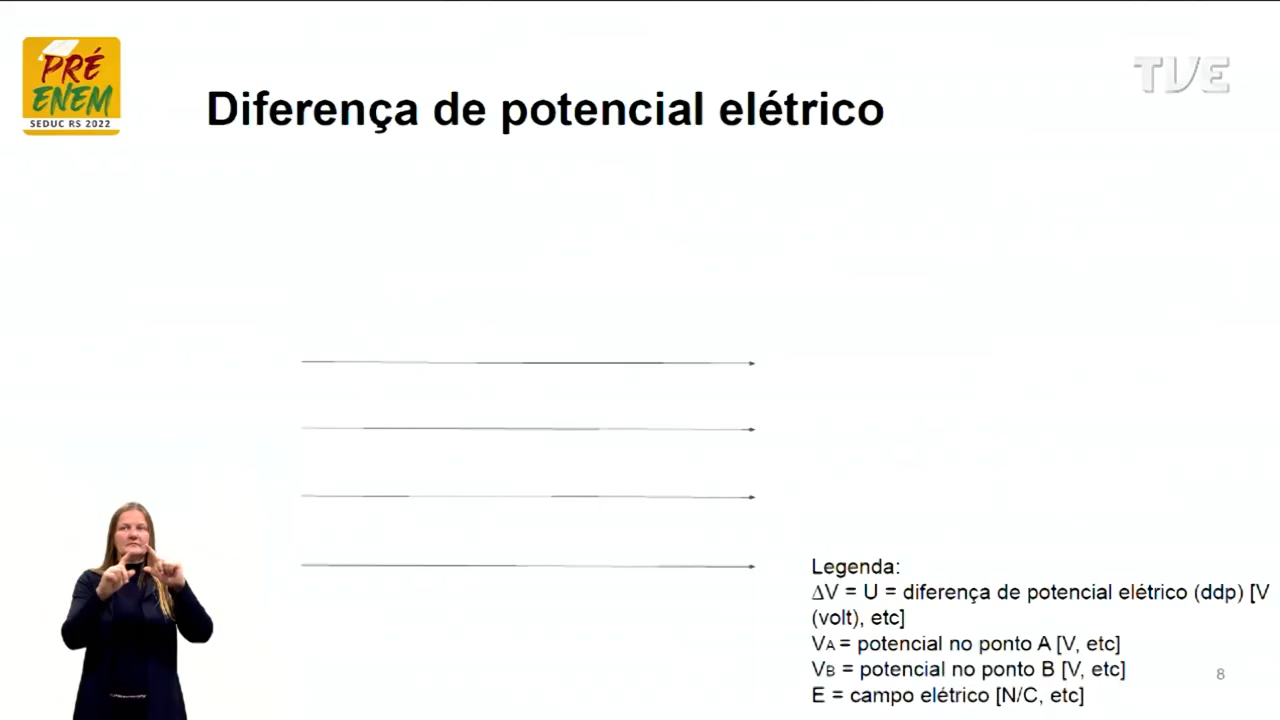 PRÉ
ENEM
SEDUC RS 2022
TVE
Diferença de potencial elétrico
Legenda:
∆V = U = diferença de potencial elétrico (ddp) [V
(volt), etc]
VA = potencial no ponto A [V, etc]
VB = potencial no ponto B [V, etc]
E = campo elétrico [N/C, etc]
8